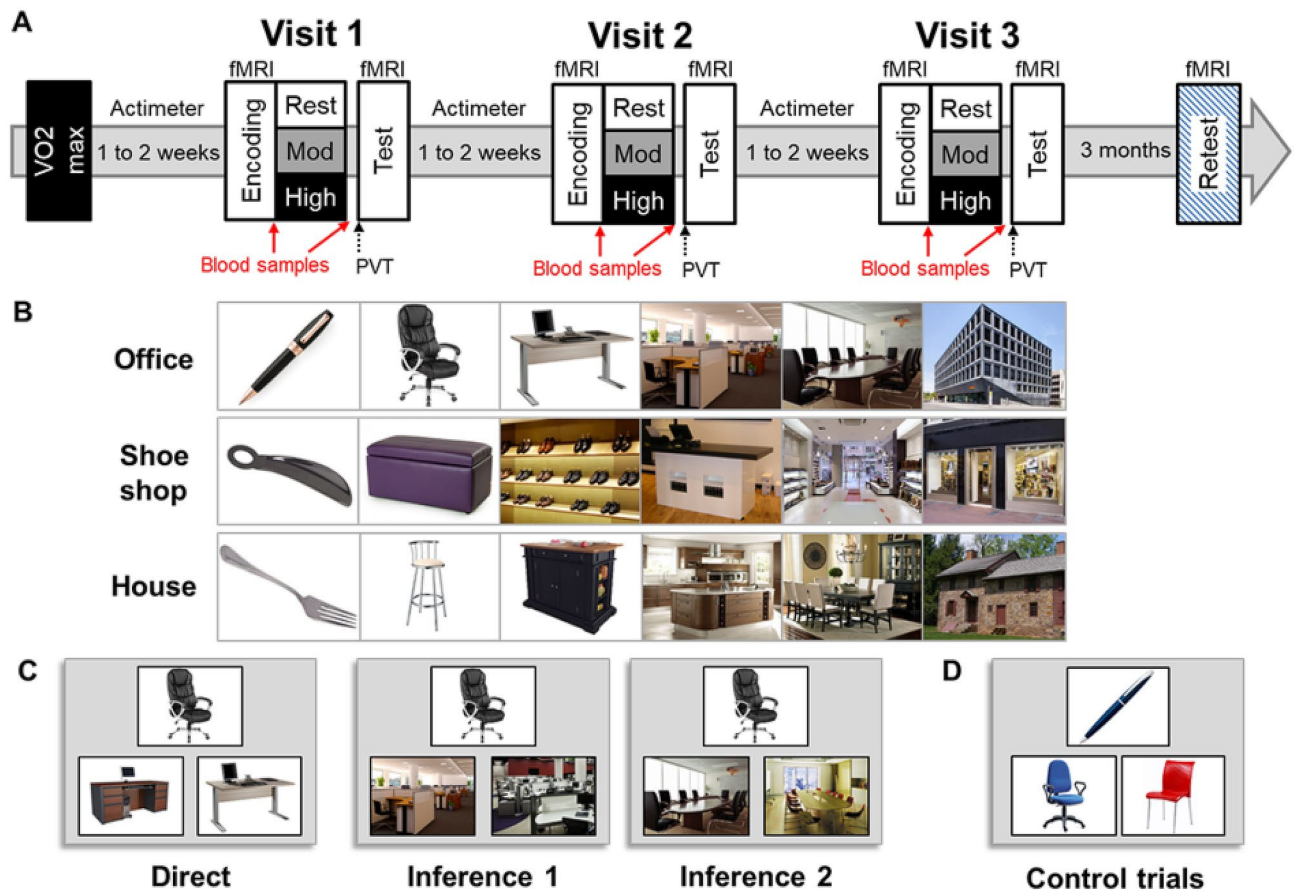 A
Visit 1
Visit 2
Visit 3
fMRI
fMRI
fMRI
fMRI
fMRI
fMRI
fMRI
VO2 max
Actimeter
1 to 2 weeks
Encoding
Rest
Mod
High
Test
Actimeter
1 to 2 weeks
Encoding
Rest
Mod
High
Test
Actimeter
1 to 2 weeks
Encoding
Rest
Mod
High
Test
3 months
Retest
Blood samples
PVT
Blood samples
PVT
Blood samples
PVT
B
Office
Shoe
shop
House
C
D
Direct
Inference 1
Inference 2
Control trials